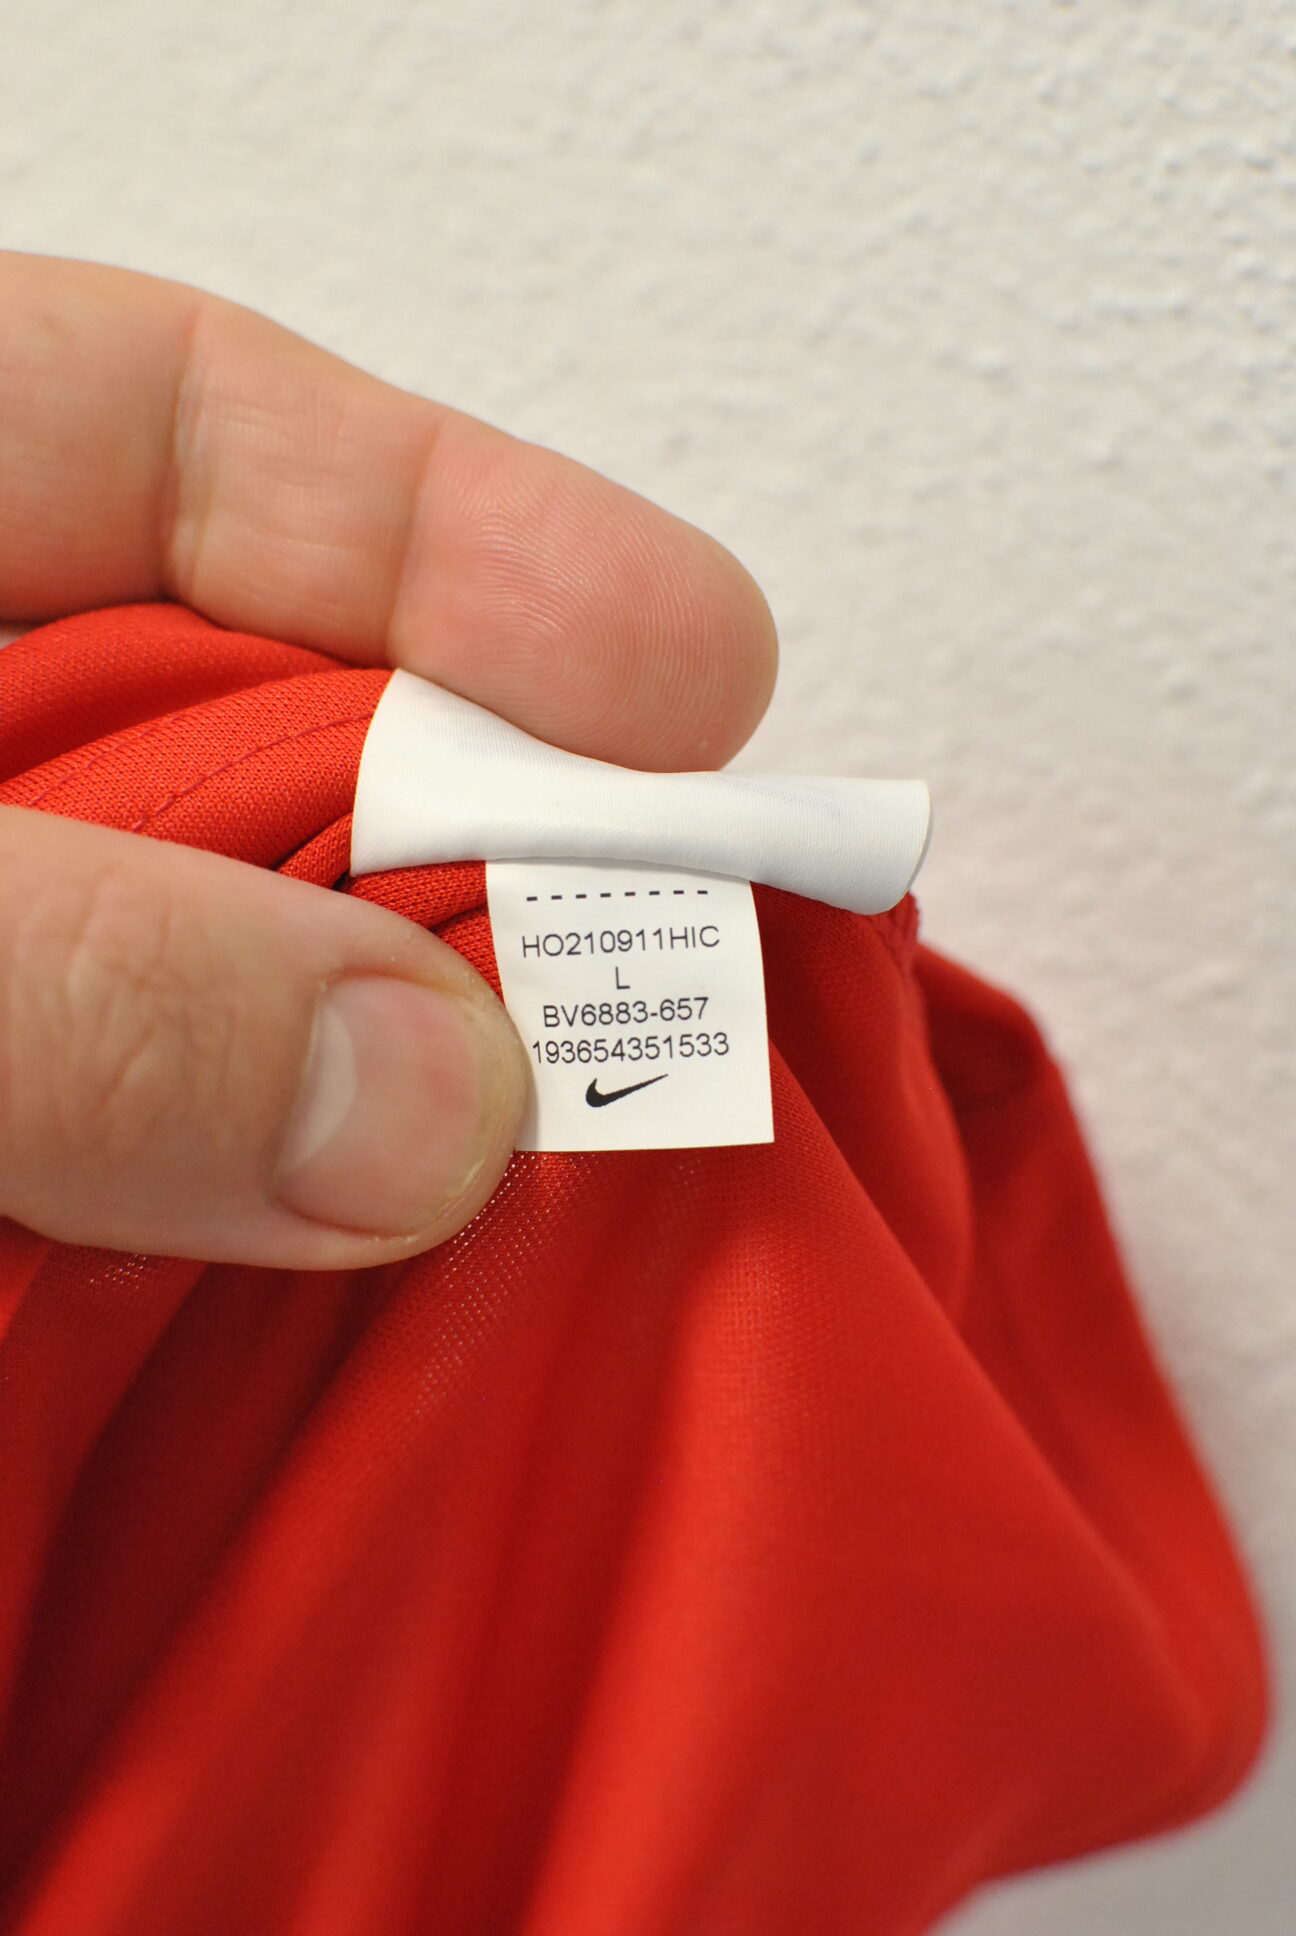 --------
HO210911HIC
L
BV6883-657
193654351533